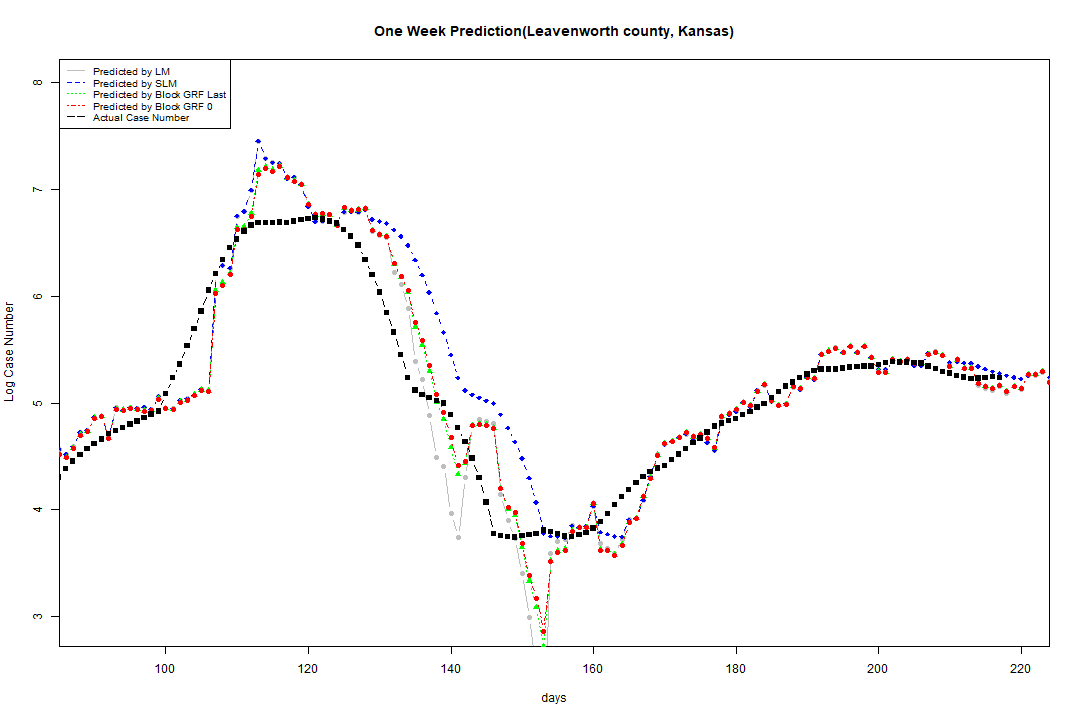 One Week Prediction(Leavenworth county, Kansas)
Predicted by LM
Predicted by SLM
Predicted by Block GRF Last
Predicted by Block GRF 0
Actual Case Number
8
7
6
5
4
3
Log Case Number
100 120 140 160 180 200 220
days